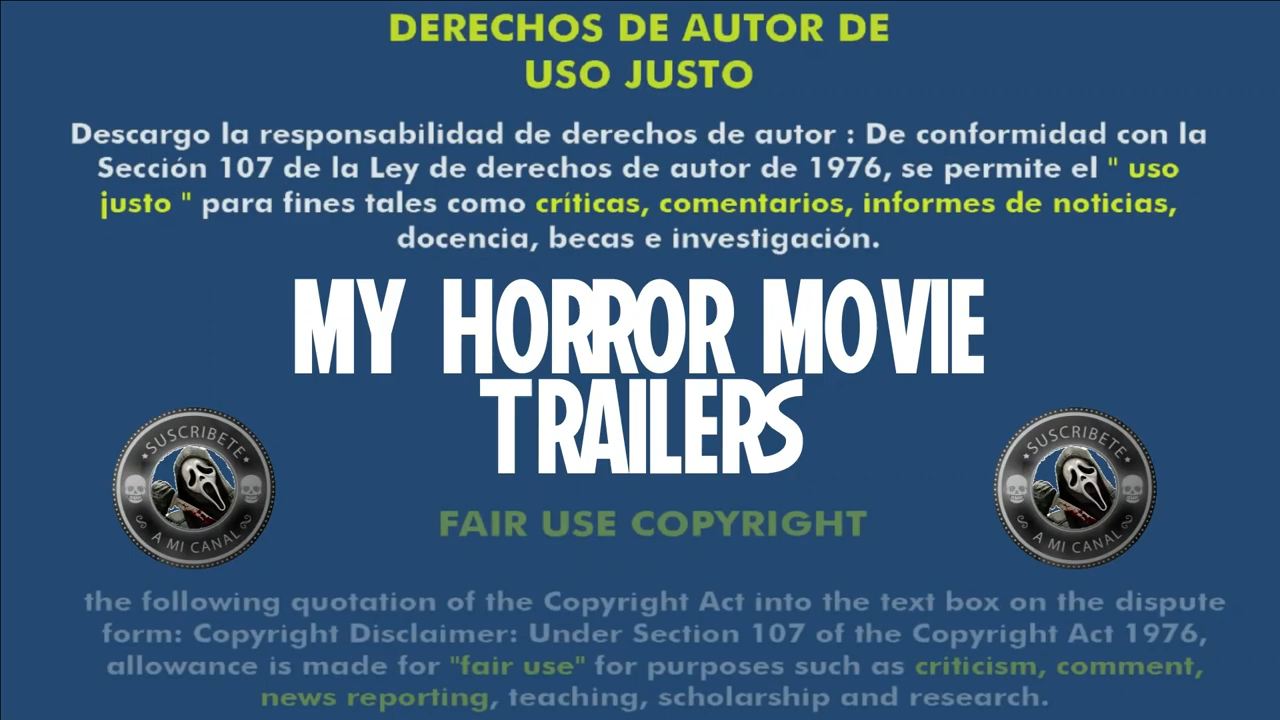 DERECHOS DE AUTOR DE
USO JUSTO
Descargo la responsabilidad de derechos de autor : De conformidad con la
Sección 107 de la Ley de derechos de autor de 1976, se permite el " uso
justo " para fines tales como críticas, comentarios, informes de noticias,
docencia, becas e investigación.
MY HORROR MOVIE
TRAILERS
SUSCRIBETE
A MI CANAL
SUSCRIBETE
A MI CANAL
FAIR USE COPYRIGHT
the following quotation of the Copyright Act into the text box on the dispute
form: Copyright Disclaimer: Under Section 107 of the Copyright Act 1976,
allowance is made for "fair use" for purposes such as criticism, comment,
news reporting, teaching, scholarship and research.